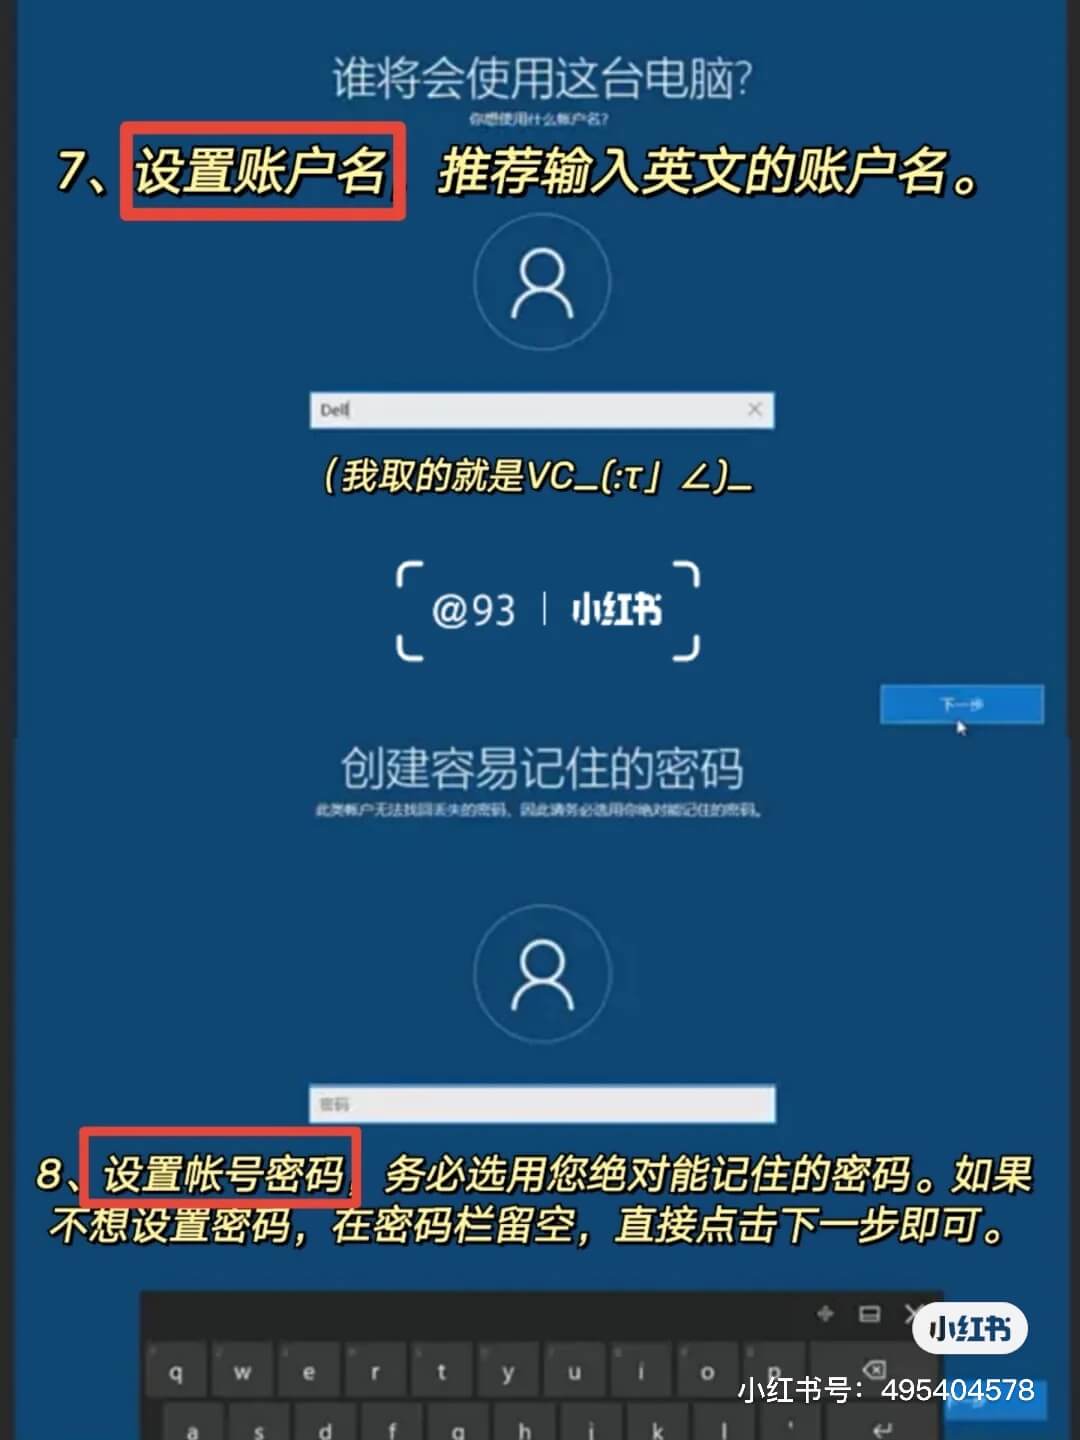 谁将会使用这台电脑?
你想使用什么帐户名?
7、设置账户名，推荐输入英文的账户名。
Dell
（我取的就是VC_(:τ」∠)_
@93 | 小红书
下一步
创建容易记住的密码
此类帐户无法找回丢失的密码，因此请务必选用你绝对能记住的密码。
密码
8、设置帐号密码，务必选用您绝对能记住的密码。如果
不想设置密码，在密码栏留空，直接点击下一步即可。
小红书
q w e r t y u i o p
小红书号：495404578
a s d f g h j k l '